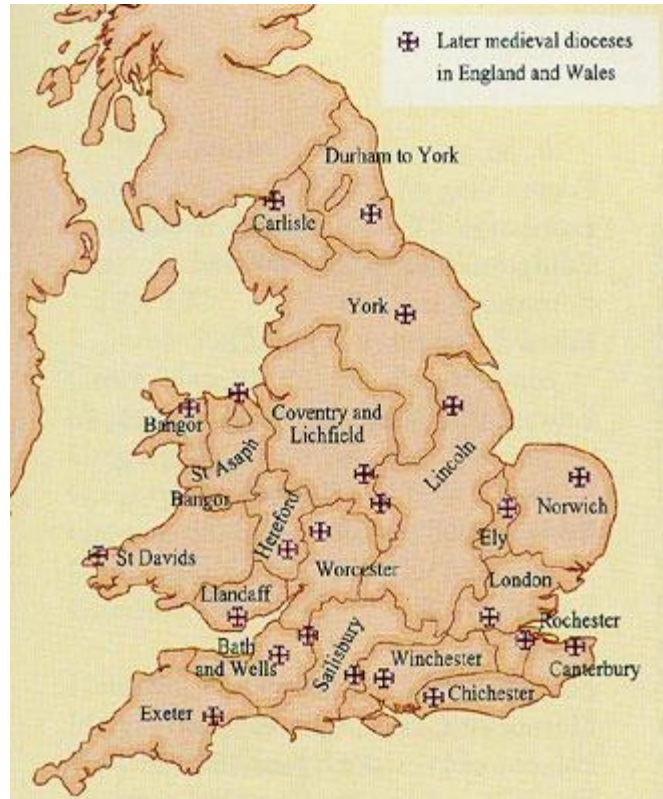 Later medieval dioceses
in England and Wales
Durham to York
Carlisle
York
Bangor
St Asaph
Coventry and
Lichfield
Lincoln
Norwich
Bangor
Hereford
Ely
St Davids
Worcester
London
Llandaff
Rochester
Bath
and Wells
Sailisbury
Winchester
Canterbury
Chichester
Exeter